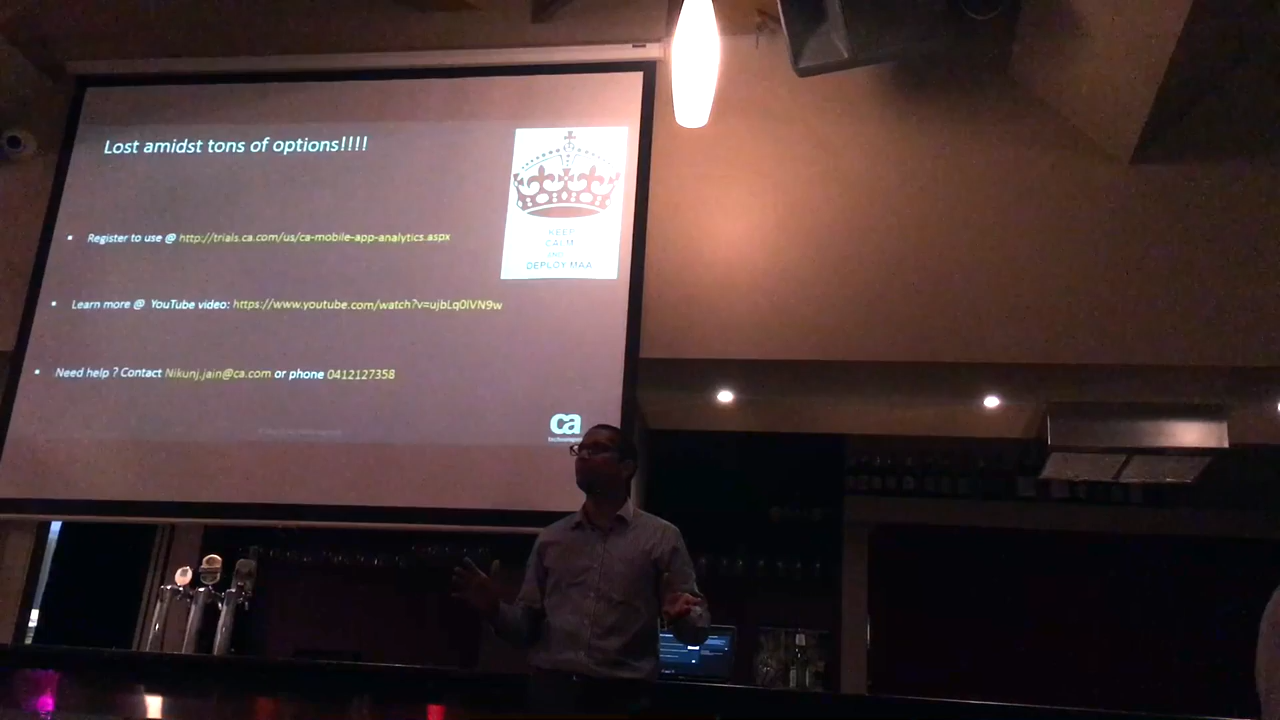 Lost amidst tons of options!!!!
KEEP
CALM
AND
DEPLOY MAA
Register to use @ http://trials.ca.com/us/ca-mobile-app-analytics.aspx
Learn more @ YouTube video: https://www.youtube.com/watch?v=ujbLq0lVN9w
Need help ? Contact Nikunj.jain@ca.com or phone 0412127358
ca
technologies